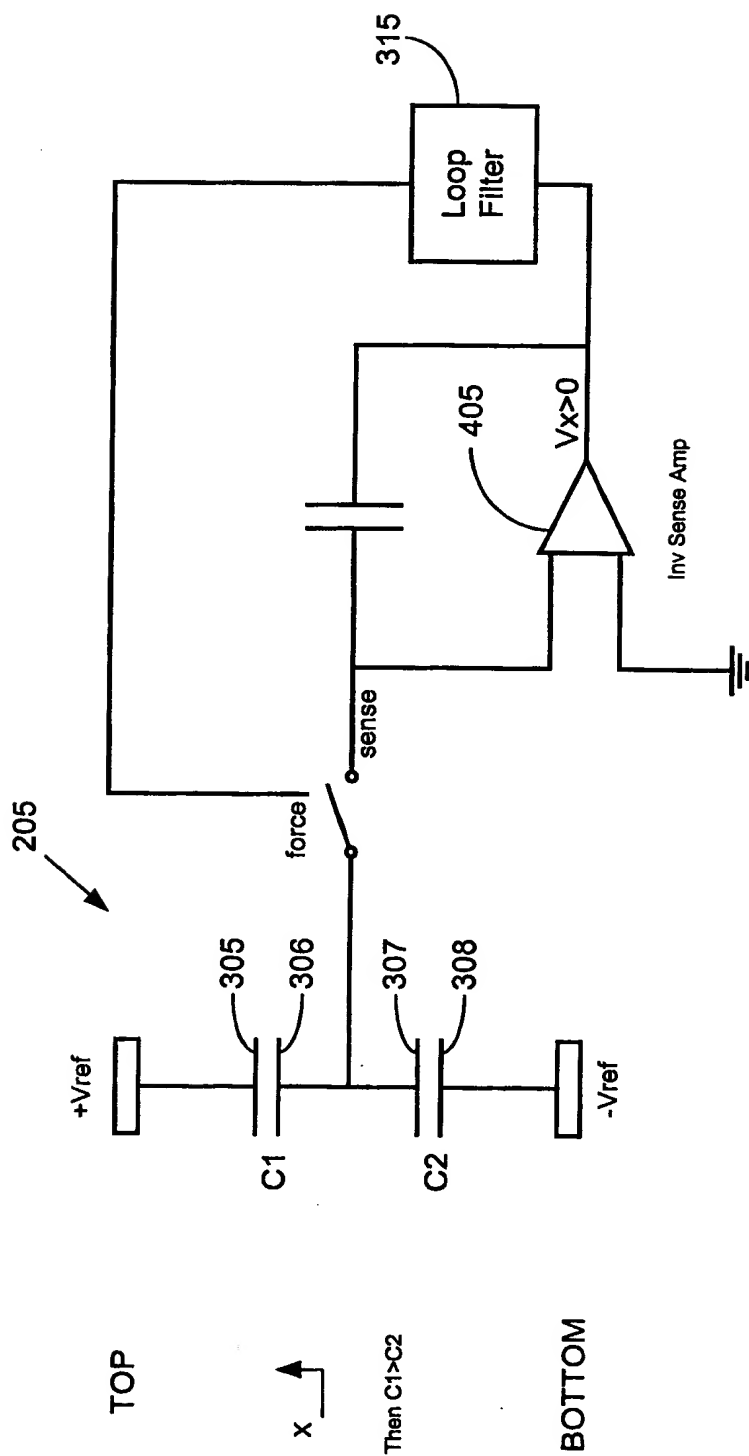 205
TOP
+Vref
305
306
C1
X
Then C1>C2
307
308
C2
BOTTOM
-Vref
force
sense
315
Loop
Filter
405
Vx>0
Inv Sense Amp